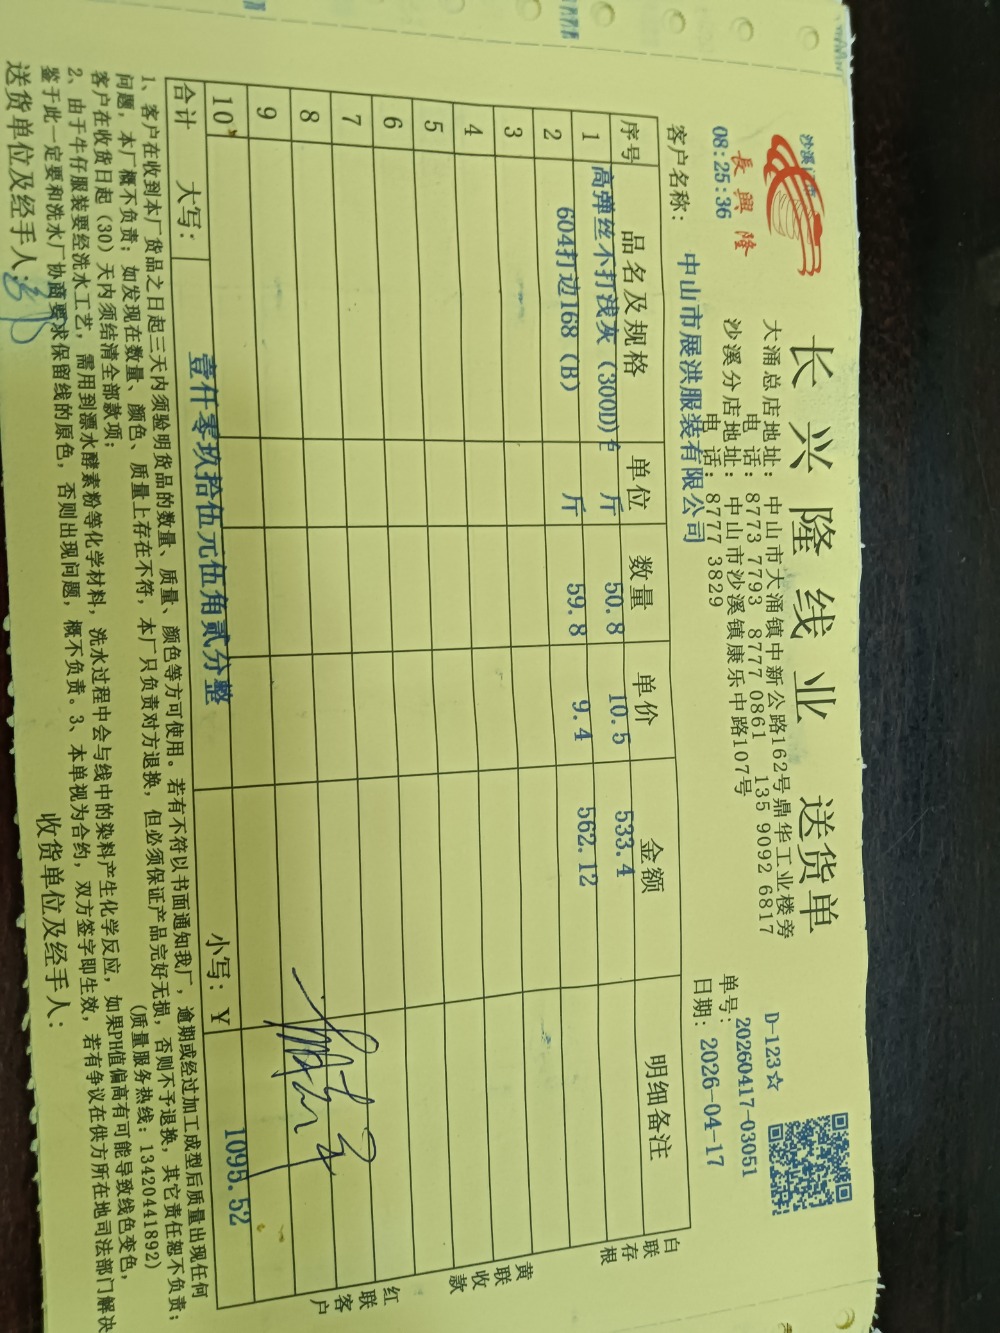 長興隆
08:25:36
长兴隆线业 送货单
大涌总店地址: 中山市大涌镇中新公路162号鼎华工业楼旁
电 话: 8773 7793 8777 0861 135 9092 6817
沙溪分店地址: 中山市沙溪镇康乐中路107号
电 话: 8777 3829
D-123☆
单号: 20260417-03051
日期: 2026-04-17
客户名称: 中山市展洪服装有限公司
序号 品名及规格 单位 数量 单价 金额 明细备注
1 高弹丝不打浅灰(300D)色 斤 50.8 10.5 533.4
2 604打边168(B) 斤 59.8 9.4 562.12
3
4
5
6
7
8
9
10
合计 大写: 壹仟零玖拾伍元伍角贰分整 小写: Y 1095.52
白联存根
黄联收款
红联客户
1、客户在收到本厂货品之日起三天内须验明货品的数量、质量、颜色等方可使用。若有不符以书面通知我厂,逾期或经过加工成型后质量出现任何
问题,本厂概不负责;如发现在数量、颜色、质量上存在不符,本厂只负责对方退换,但必须保证产品完好无损,否则不予退换,其它责任恕不负责;
客户在收货日起(30)天内须结清全部款项; (质量服务热线:13420441892)
2、由于牛仔服装要经洗水工艺,需用到漂水酵素粉等化学材料,洗水过程中会与线中的染料产生化学反应,如果PH值偏高有可能导致线色变色,
鉴于此一定要和洗水厂协商要求保留线的原色,否则出现问题,概不负责。3、本单视为合约,双方签字即生效,若有争议在供方所在地司法部门解决
送货单位及经手人: 收货单位及经手人: